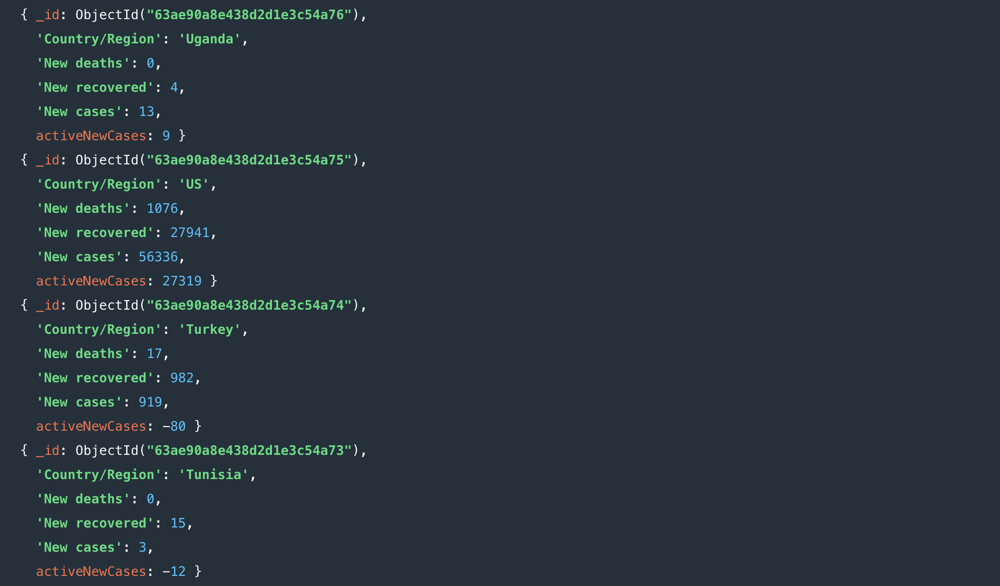 { _id: ObjectId("63ae90a8e438d2d1e3c54a76"),
'Country/Region': 'Uganda',
'New deaths': 0,
'New recovered': 4,
'New cases': 13,
activeNewCases: 9 }
{ _id: ObjectId("63ae90a8e438d2d1e3c54a75"),
'Country/Region': 'US',
'New deaths': 1076,
'New recovered': 27941,
'New cases': 56336,
activeNewCases: 27319 }
{ _id: ObjectId("63ae90a8e438d2d1e3c54a74"),
'Country/Region': 'Turkey',
'New deaths': 17,
'New recovered': 982,
'New cases': 919,
activeNewCases: -80 }
{ _id: ObjectId("63ae90a8e438d2d1e3c54a73"),
'Country/Region': 'Tunisia',
'New deaths': 0,
'New recovered': 15,
'New cases': 3,
activeNewCases: -12 }